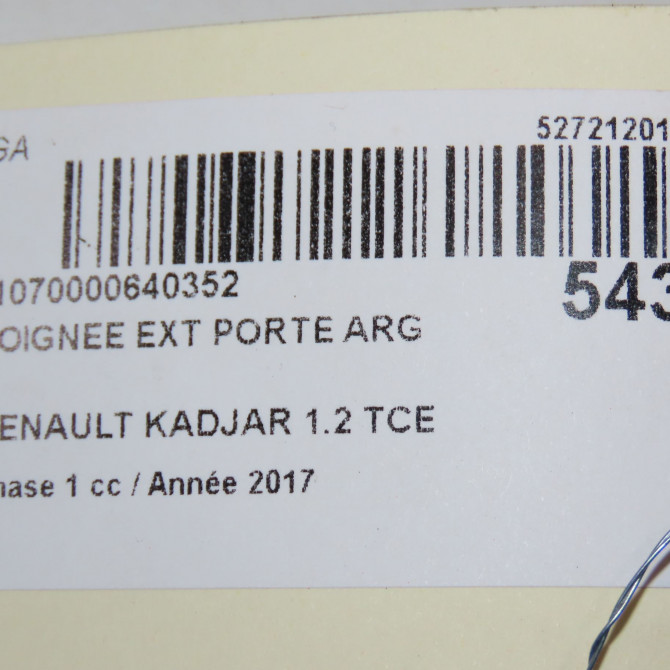 GA
52721201
1070000640352
543
OIGNEE EXT PORTE ARG
ENAULT KADJAR 1.2 TCE
hase 1 cc / Année 2017